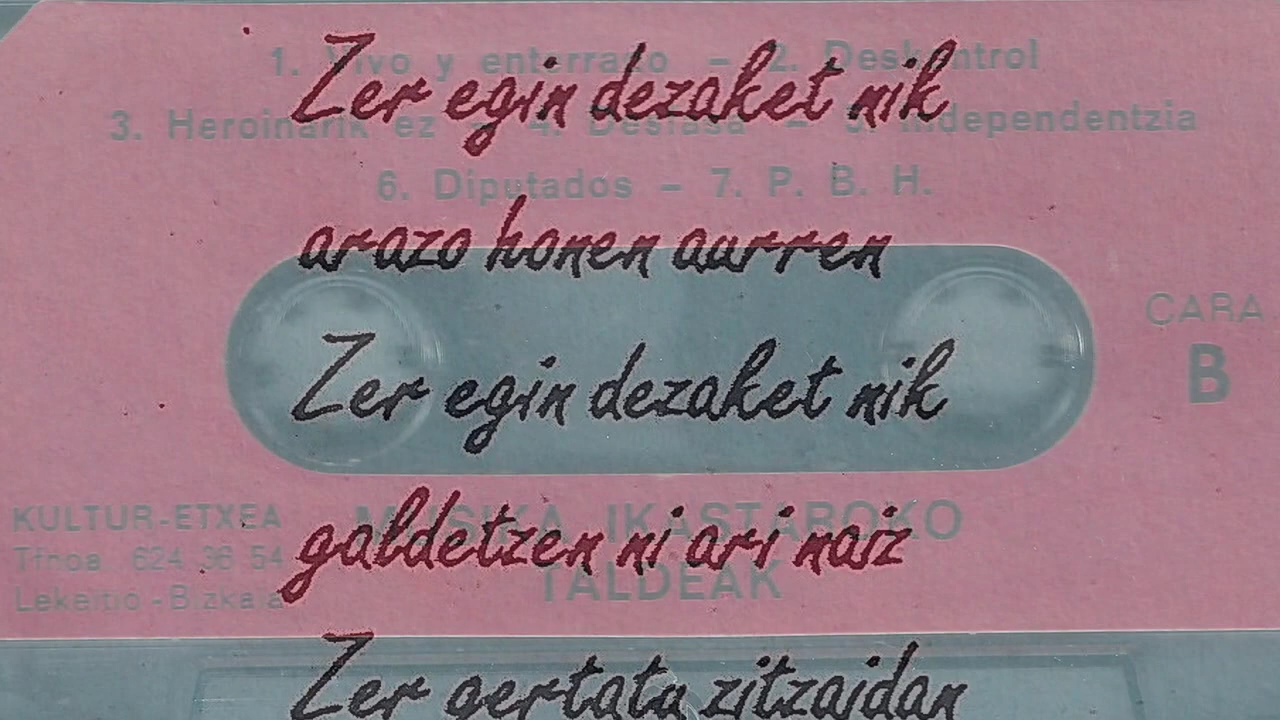 1. Vivo y enterrado – 2. Deskontrol
Zer egin dezaket nik
3. Heroinarik ez – 4. Desfasa – 5. Independentzia
6. Diputados – 7. P. B. H.
arazo honen aurren
CARA
B
Zer egin dezaket nik
KULTUR-ETXEA
MUSIKA IKASTAROKO
galdetzen ni ari naiz
Tfnoa 624 36 54
TALDEAK
Lekeitio - Bizkaia
Zer gertatu zitzaidan